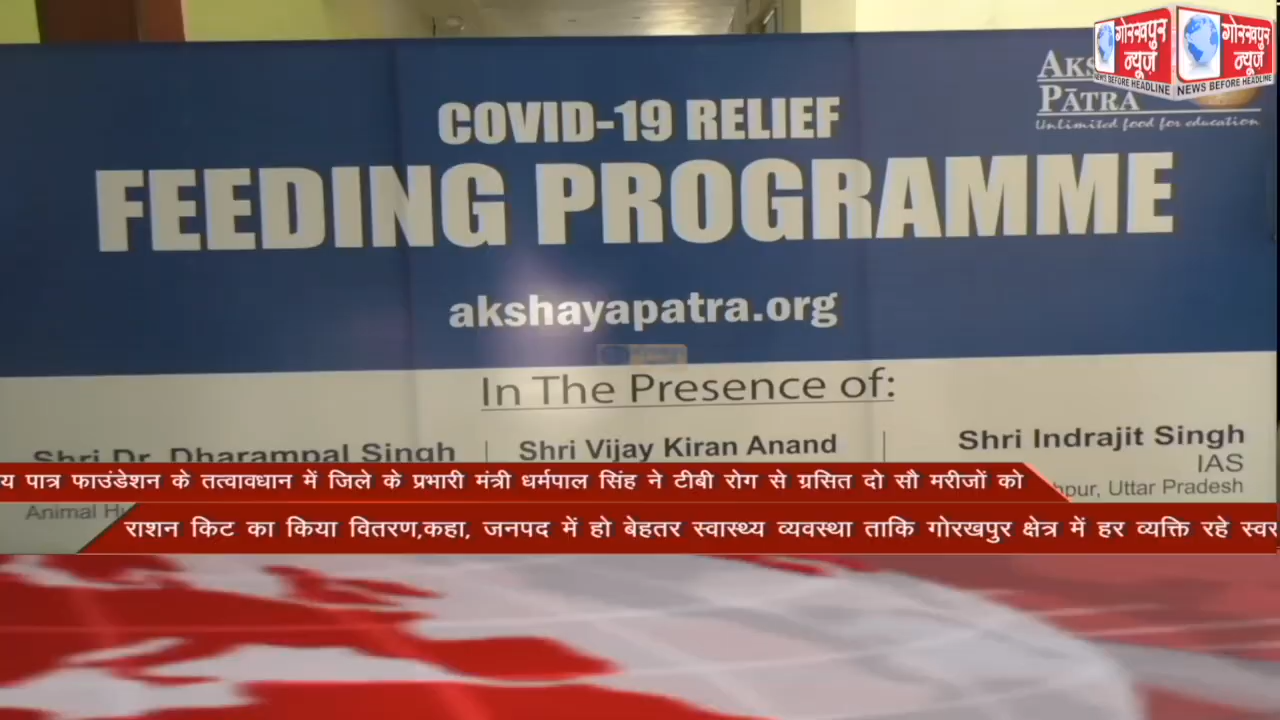 गोरखपुर न्यूज़
NEWS BEFORE HEADLINE
गोरखपुर न्यूज़
NEWS BEFORE HEADLINE
PĀTRA
Unlimited food for education
COVID-19 RELIEF
FEEDING PROGRAMME
akshayapatra.org
In The Presence of:
Shri Dr. Dharampal Singh
Shri Vijay Kiran Anand
Shri Indrajit Singh
IAS
Uttar Pradesh
Animal
पात्र फाउंडेशन के तत्वावधान में जिले के प्रभारी मंत्री धर्मपाल सिंह ने टीबी रोग से ग्रसित दो सौ मरीजों को
राशन किट का किया वितरण,कहा, जनपद में हो बेहतर स्वास्थ्य व्यवस्था ताकि गोरखपुर क्षेत्र में हर व्यक्ति रहे